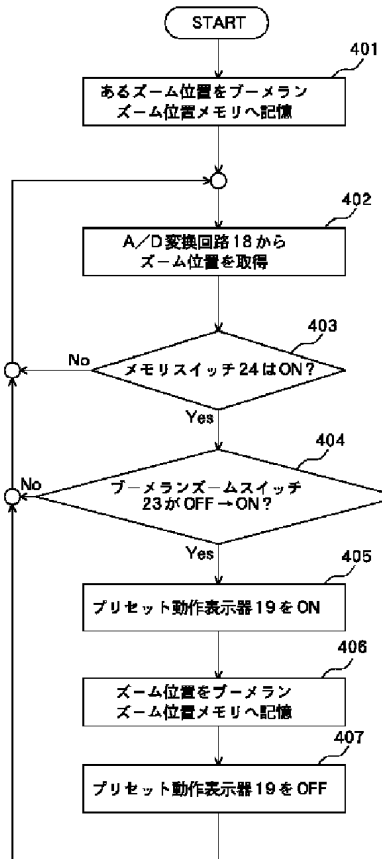 START
401
あるズーム位置をブーメラン
ズーム位置メモリへ記憶
402
A/D変換回路18から
ズーム位置を取得
403
No
メモリスイッチ24はON?
Yes
404
No
ブーメランズームスイッチ
23がOFF→ON?
Yes
405
プリセット動作表示器19をON
406
ズーム位置をブーメラン
ズーム位置メモリへ記憶
407
プリセット動作表示器19をOFF